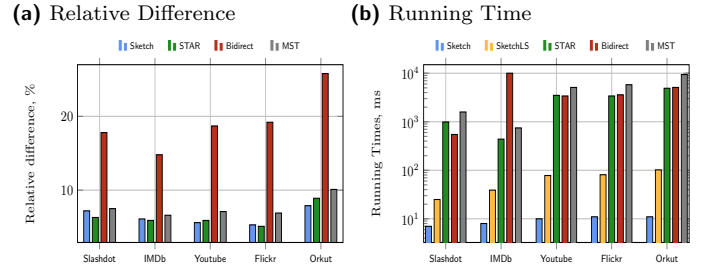 (a) Relative Difference
Sketch STAR Bidirect MST
Relative difference, %
20
10
Slashdot IMDb Youtube Flickr Orkut
(b) Running Time
Sketch SketchLS STAR Bidirect MST
Running Times, ms
10^4
10^3
10^2
10^1
Slashdot IMDb Youtube Flickr Orkut